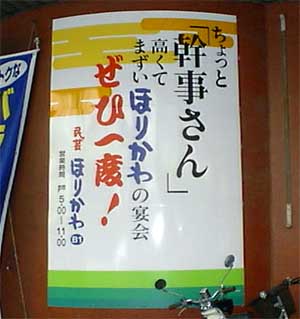 ちょっと
「幹事さん」
高くて
まずい
ほりかわの宴会
ぜひ一度！
民芸
ほりかわ B1
営業時間
PM 5:00〜11:00